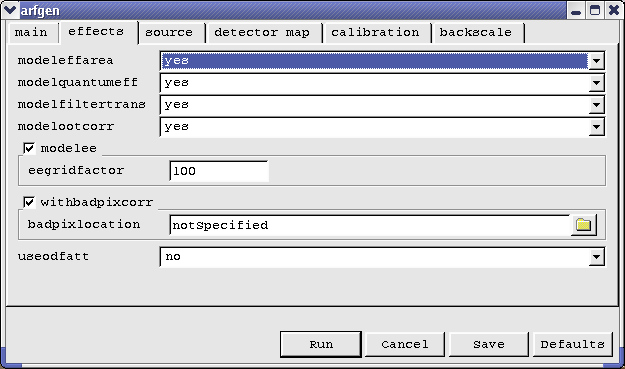 arfgen
main effects source detector map calibration backscale
modeleffarea yes
modelquantumeff yes
modelfiltertrans yes
modelootcorr yes
modelee
eegridfactor 100
withbadpixcorr
badpixlocation notSpecified
useodfatt no
Run Cancel Save Defaults